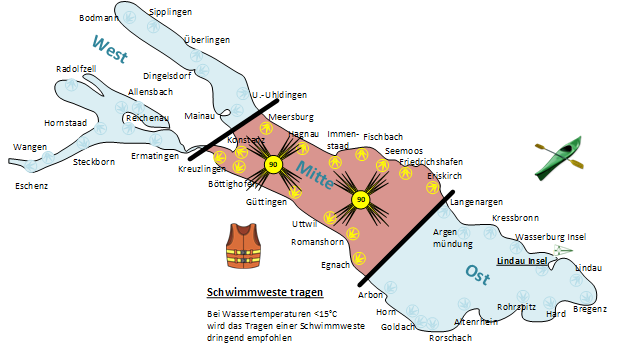 Sipplingen
Bodmann
Überlingen
West
Radolfzell
Dingelsdorf
Allensbach
U.-Uhldingen
Mainau
Meersburg
Hornstaad
Reichenau
Hagnau
Immen-
staad
Fischbach
Wangen
Konstanz
Seemoos
Steckborn
Ermatingen
Friedrichshafen
Kreuzlingen
90
Mitte
Eriskirch
Eschenz
Böttighofen
Güttingen
90
Langenargen
Kressbronn
Uttwil
Argen
mündung
Wasserburg Insel
Romanshorn
Lindau Insel
Egnach
Ost
Lindau
Schwimmweste tragen
Arbon
Bei Wassertemperaturen <15°C
wird das Tragen einer Schwimmweste
dringend empfohlen
Horn
Goldach
Altenrhein
Rohrspitz
Hard
Bregenz
Rorschach